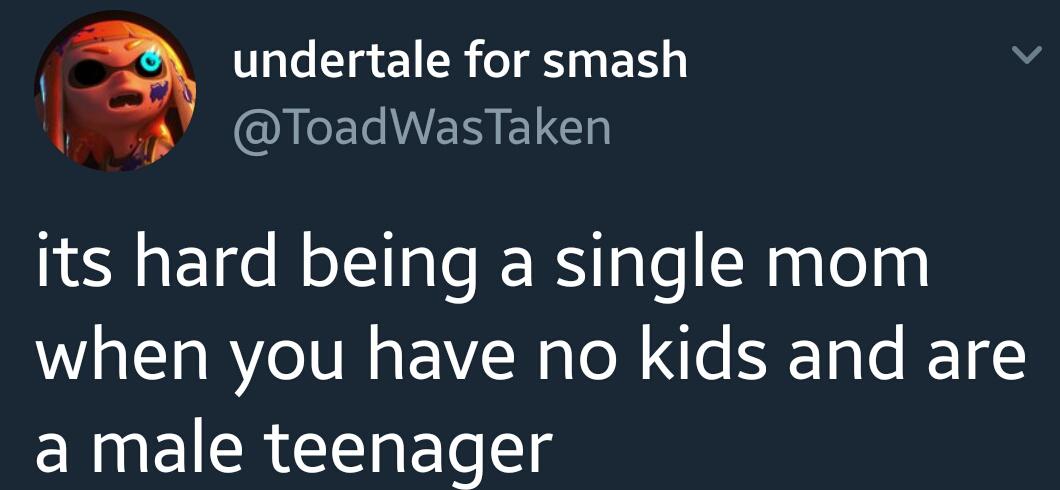 undertale for smash
@ToadWasTaken
its hard being a single mom
when you have no kids and are
a male teenager